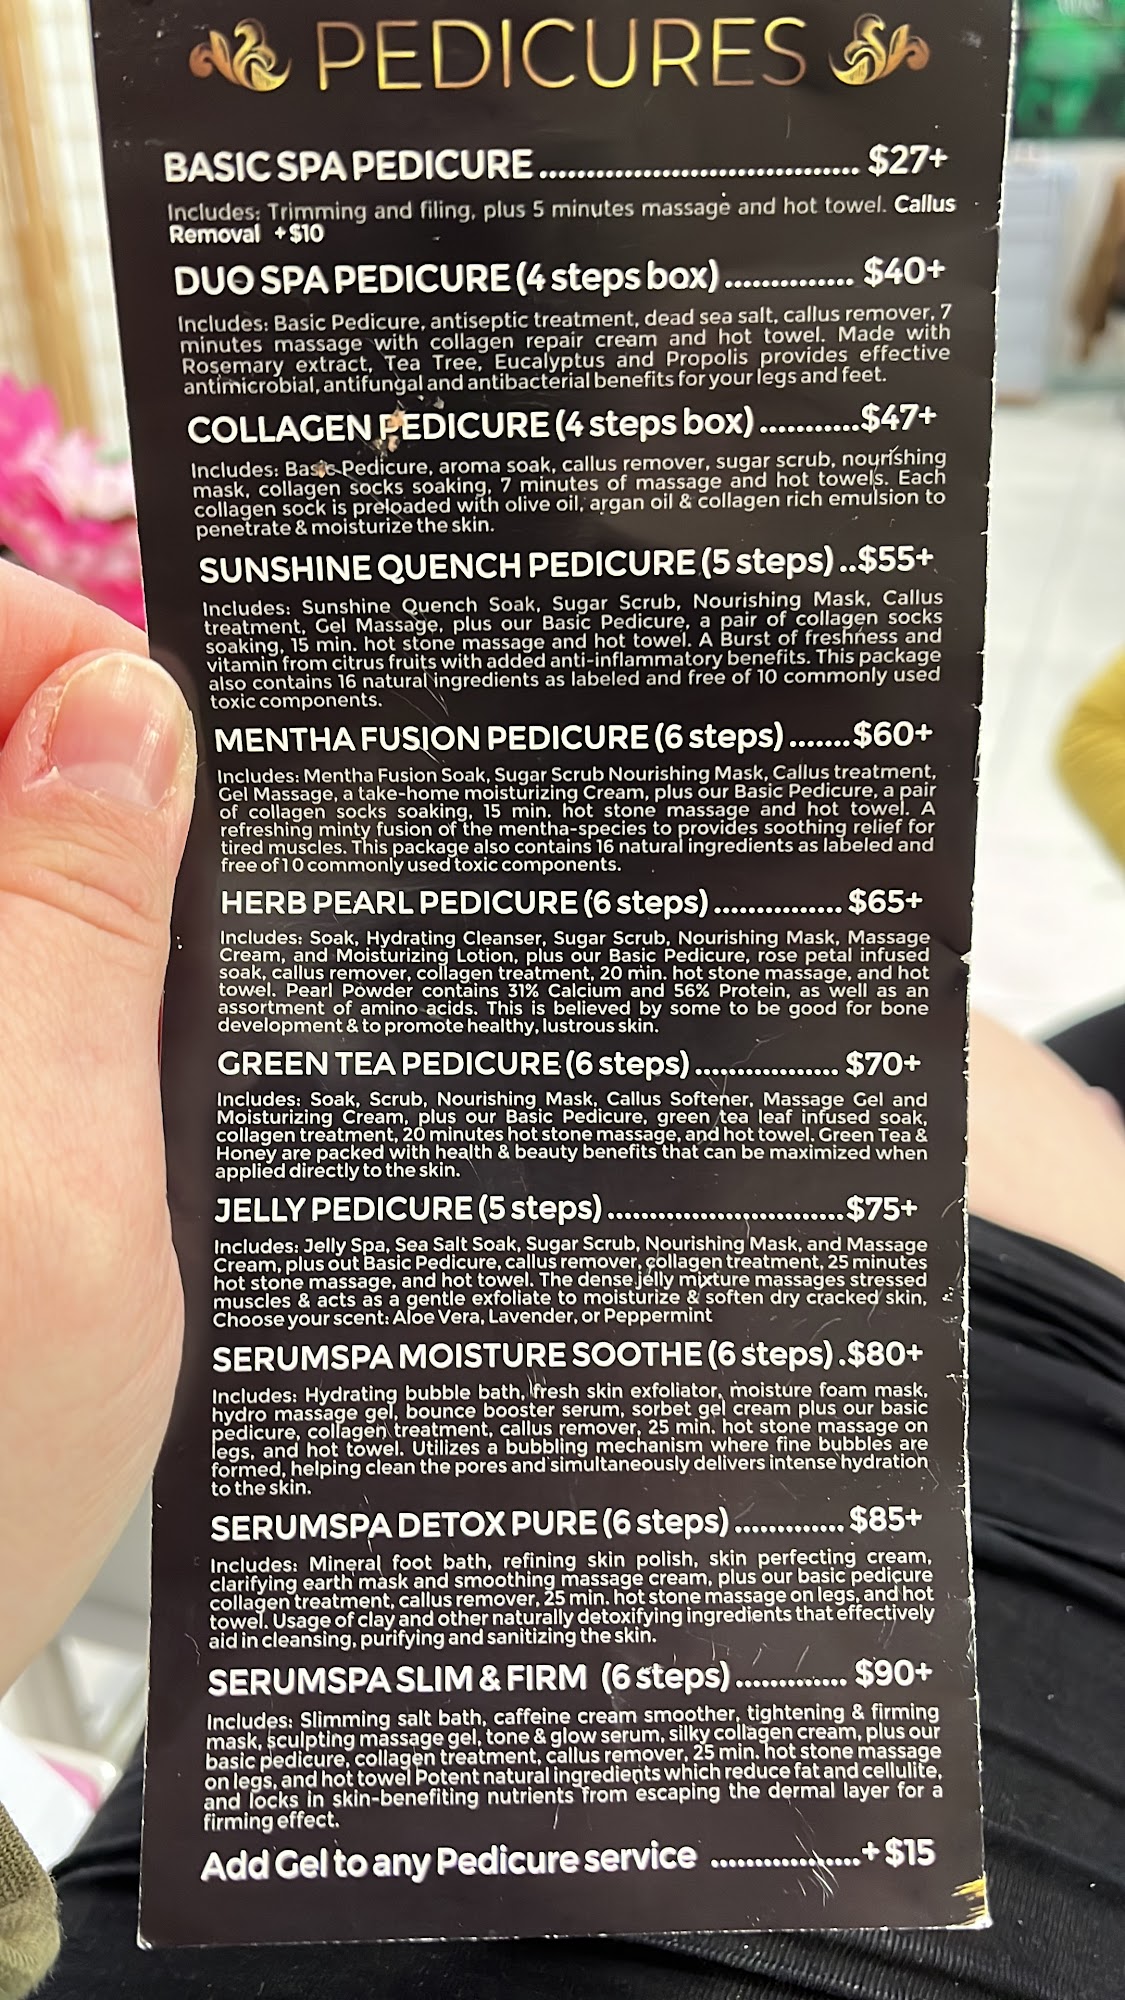 PEDICURES
BASIC SPA PEDICURE.................................. $27+
Includes: Trimming and filing, plus 5 minutes massage and hot towel. Callus
Removal +$10
DUO SPA PEDICURE (4 steps box).............. $40+
Includes: Basic Pedicure, antiseptic treatment, dead sea salt, callus remover, 7
minutes massage with collagen repair cream and hot towel. Made with
Rosemary extract, Tea Tree, Eucalyptus and Propolis provides effective
antimicrobial, antifungal and antibacterial benefits for your legs and feet.
COLLAGEN PEDICURE (4 steps box)...........$47+
Includes: Basic Pedicure, aroma soak, callus remover, sugar scrub, nourishing
mask, collagen socks soaking, 7 minutes of massage and hot towels. Each
collagen sock is preloaded with olive oil, argan oil & collagen rich emulsion to
penetrate & moisturize the skin.
SUNSHINE QUENCH PEDICURE (5 steps)..$55+
Includes: Sunshine Quench Soak, Sugar Scrub, Nourishing Mask, Callus
treatment, Gel Massage, plus our Basic Pedicure, a pair of collagen socks
soaking, 15 min. hot stone massage and hot towel. A Burst of freshness and
vitamin from citrus fruits with added anti-inflammatory benefits. This package
also contains 16 natural ingredients as labeled and free of 10 commonly used
toxic components.
MENTHA FUSION PEDICURE (6 steps).......$60+
Includes: Mentha Fusion Soak, Sugar Scrub Nourishing Mask, Callus treatment,
Gel Massage, a take-home moisturizing Cream, plus our Basic Pedicure, a pair
of collagen socks soaking, 15 min. hot stone massage and hot towel. A
refreshing minty fusion of the mentha-species to provides soothing relief for
tired muscles. This package also contains 16 natural ingredients as labeled and
free of 10 commonly used toxic components.
HERB PEARL PEDICURE (6 steps)................ $65+
Includes: Soak, Hydrating Cleanser, Sugar Scrub, Nourishing Mask, Massage
Cream, and Moisturizing Lotion, plus our Basic Pedicure, rose petal infused
soak, callus remover, collagen treatment, 20 min. hot stone massage, and hot
towel. Pearl Powder contains 31% Calcium and 56% Protein, as well as an
assortment of amino acids. This is believed by some to be good for bone
development & to promote healthy, lustrous skin.
GREEN TEA PEDICURE (6 steps).................. $70+
Includes: Soak, Scrub, Nourishing Mask, Callus Softener, Massage Gel and
Moisturizing Cream, plus our Basic Pedicure, green tea leaf infused soak,
collagen treatment, 20 minutes hot stone massage, and hot towel. Green Tea &
Honey are packed with health & beauty benefits that can be maximized when
applied directly to the skin.
JELLY PEDICURE (5 steps)............................$75+
Includes: Jelly Spa, Sea Salt Soak, Sugar Scrub, Nourishing Mask, and Massage
Cream, plus out Basic Pedicure, callus remover, collagen treatment, 25 minutes
hot stone massage, and hot towel. The dense jelly mixture massages stressed
muscles & acts as a gentle exfoliate to moisturize & soften dry cracked skin,
Choose your scent: Aloe Vera, Lavender, or Peppermint
SERUMSPA MOISTURE SOOTHE (6 steps).$80+
Includes: Hydrating bubble bath, fresh skin exfoliator, moisture foam mask,
hydro massage gel, bounce booster serum, sorbet gel cream plus our basic
pedicure, collagen treatment, callus remover, 25 min. hot stone massage on
legs, and hot towel. Utilizes a bubbling mechanism where fine bubbles are
formed, helping clean the pores and simultaneously delivers intense hydration
to the skin.
SERUMSPA DETOX PURE (6 steps)............. $85+
Includes: Mineral foot bath, refining skin polish, skin perfecting cream,
clarifying earth mask and smoothing massage cream, plus our basic pedicure
collagen treatment, callus remover, 25 min. hot stone massage on legs, and hot
towel. Usage of clay and other naturally detoxifying ingredients that effectively
aid in cleansing, purifying and sanitizing the skin.
SERUMSPA SLIM & FIRM (6 steps)............. $90+
Includes: Slimming salt bath, caffeine cream smoother, tightening & firming
mask, sculpting massage gel, tone & glow serum, silky collagen cream, plus our
basic pedicure, collagen treatment, callus remover, 25 min. hot stone massage
on legs, and hot towel Potent natural ingredients which reduce fat and cellulite,
and locks in skin-benefiting nutrients from escaping the dermal layer for a
firming effect.
Add Gel to any Pedicure service ..................+ $15